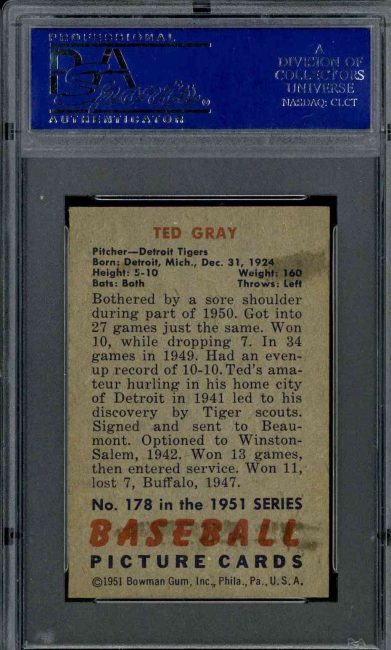 PROFESSIONAL
PSA
Sports
AUTHENTICATOR
A
DIVISION OF
COLLECTORS
UNIVERSE
NASDAQ: CLCT
TED GRAY
Pitcher—Detroit Tigers
Born: Detroit, Mich., Dec. 31, 1924
Height: 5-10 Weight: 160
Bats: Both Throws: Left
Bothered by a sore shoulder
during part of 1950. Got into
27 games just the same. Won
10, while dropping 7. In 34
games in 1949. Had an even-
up record of 10-10. Ted's ama-
teur hurling in his home city
of Detroit in 1941 led to his
discovery by Tiger scouts.
Signed and sent to Beau-
mont. Optioned to Winston-
Salem, 1942. Won 13 games,
then entered service. Won 11,
lost 7, Buffalo, 1947.
No. 178 in the 1951 SERIES
BASEBALL
PICTURE CARDS
©1951 Bowman Gum, Inc., Phila., Pa., U.S.A.